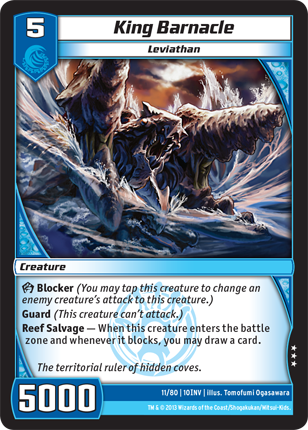 5
King Barnacle
Leviathan
Creature
Blocker (You may tap this creature to change an
enemy creature's attack to this creature.)
Guard (This creature can't attack.)
Reef Salvage — When this creature enters the battle
zone and whenever it blocks, you may draw a card.
The territorial ruler of hidden coves.
5000
11/80 | 10INV | illus. Tomofumi Ogasawara
TM & © 2013 Wizards of the Coast/Shogakukan/Mitsui-Kids.